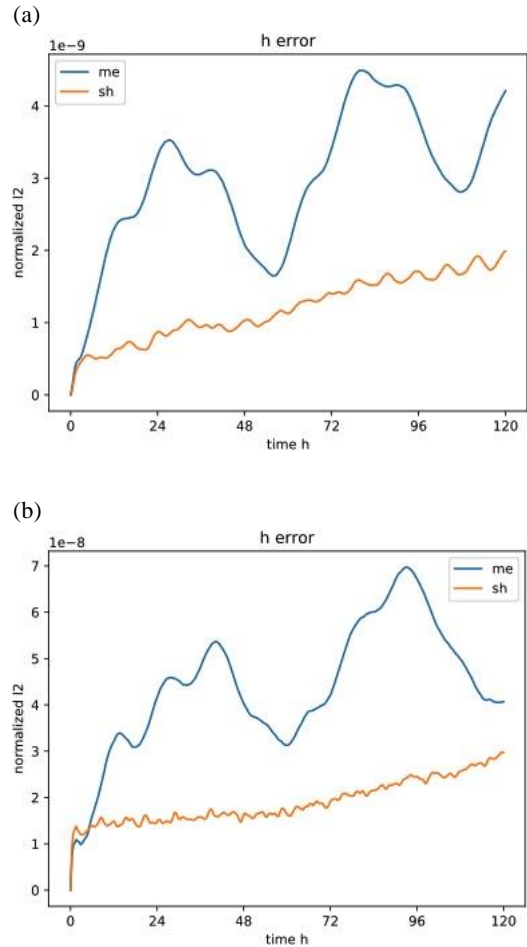 (a)
h error
1e-9
me
sh
4
3
2
1
0
normalized l2
0 24 48 72 96 120
time h
(b)
h error
1e-8
me
sh
7
6
5
4
3
2
1
0
normalized l2
0 24 48 72 96 120
time h